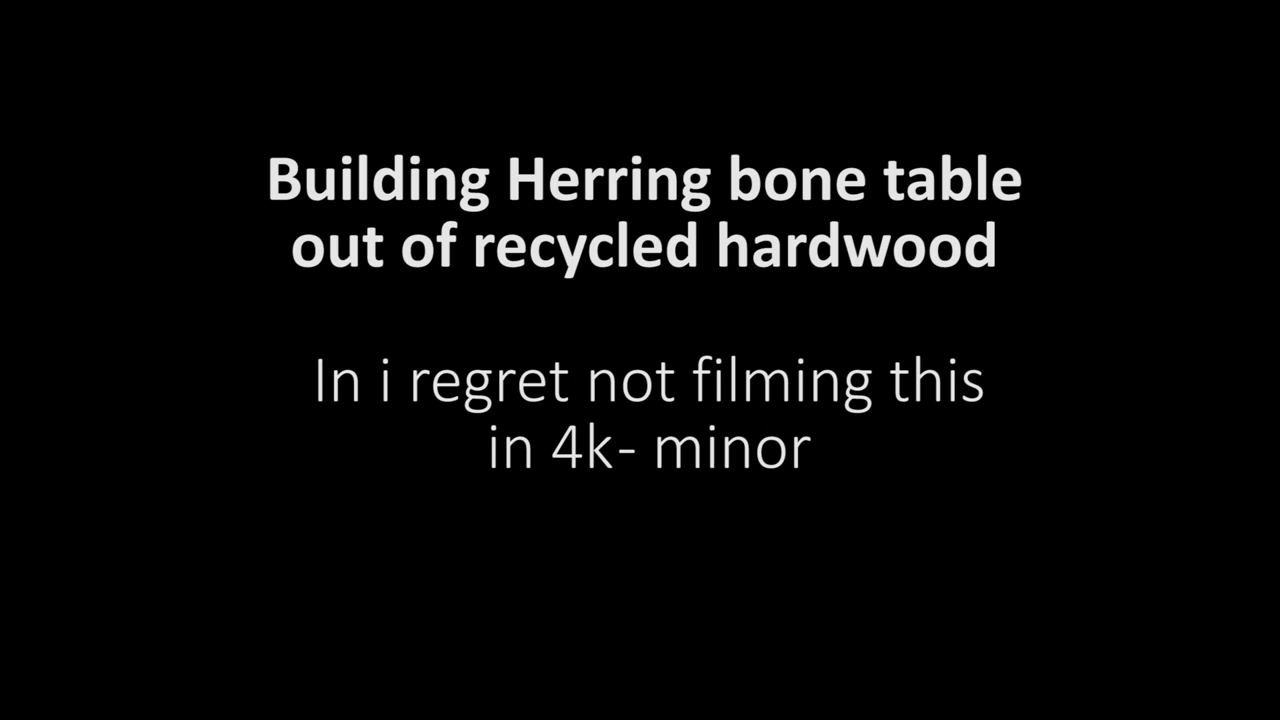 Building Herring bone table
out of recycled hardwood
In i regret not filming this
in 4k- minor